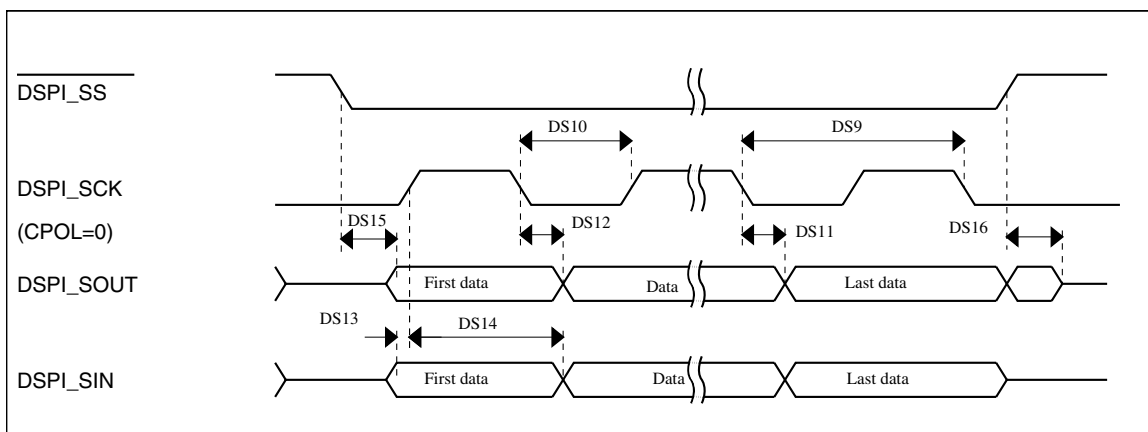 DSPI_SS
DS10
DS9
DSPI_SCK
(CPOL=0)
DS15
DS12
DS11
DS16
DSPI_SOUT
First data
Data
Last data
DS13
DS14
DSPI_SIN
First data
Data
Last data